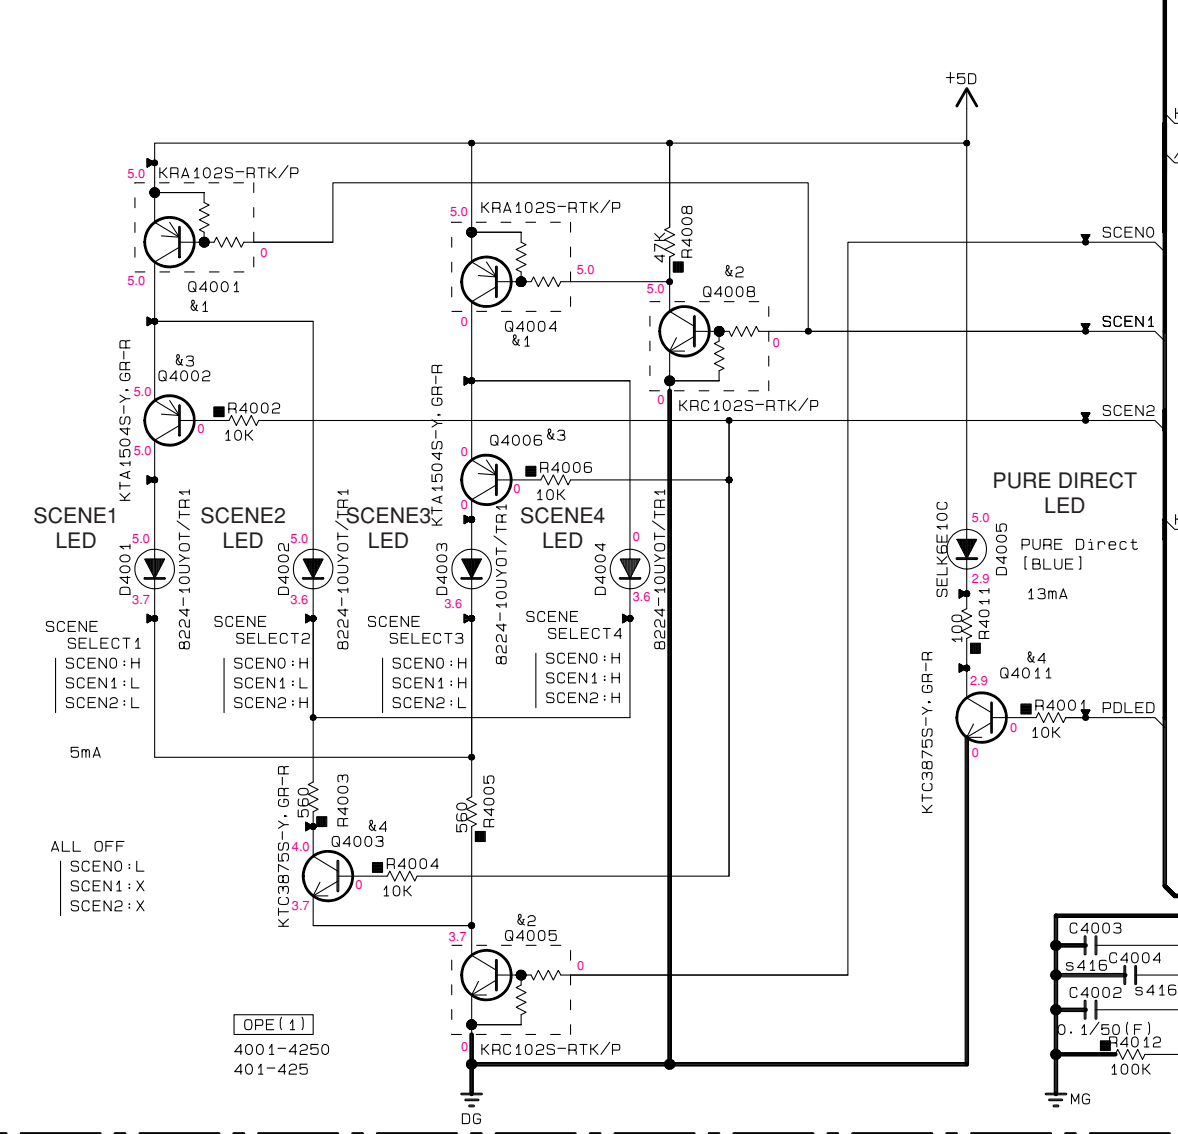 +5D
5.0
KRA102S-RTK/P
5.0
KRA102S-RTK/P
47K
R4008
SCEN0
0
5.0
5.0
&2
Q4008
5.0
Q4001
&1
0
Q4004
&1
0
SCEN1
&3
Q4002
5.0
KTA1504S-Y,GR-R
R4002
10K
0
5.0
KTA1504S-Y,GR-R
0
KRC102S-RTK/P
SCEN2
Q4006
&3
0
R4006
10K
0
0
SCENE1
LED
SCENE2
LED
SCENE3
LED
SCENE4
LED
PURE DIRECT
LED
5.0
D4001
3.7
8224-10UYOT/TR1
5.0
D4002
3.6
8224-10UYOT/TR1
D4003
3.6
8224-10UYOT/TR1
0
D4004
3.6
8224-10UYOT/TR1
SELK6E10C
5.0
D4005
2.9
PURE Direct
[BLUE]
13mA
100
R4011
SCENE
SELECT1
SCEN0:H
SCEN1:L
SCEN2:L
SCENE
SELECT2
SCEN0:H
SCEN1:L
SCEN2:H
SCENE
SELECT3
SCEN0:H
SCEN1:H
SCEN2:L
SCENE
SELECT4
SCEN0:H
SCEN1:H
SCEN2:H
&4
Q4011
2.9
KTC3875S-Y,GR-R
R4001
10K
0
0
PDLED
5mA
560
R4003
560
R4005
KTC3875S-Y,GR-R
&4
Q4003
4.0
R4004
10K
0
3.7
ALL OFF
SCEN0:L
SCEN1:X
SCEN2:X
3.7
&2
Q4005
0
0
KRC102S-RTK/P
OPE(1)
4001-4250
401-425
DG
C4003
s416
C4004
s416
C4002
0.1/50(F)
R4012
100K
MG